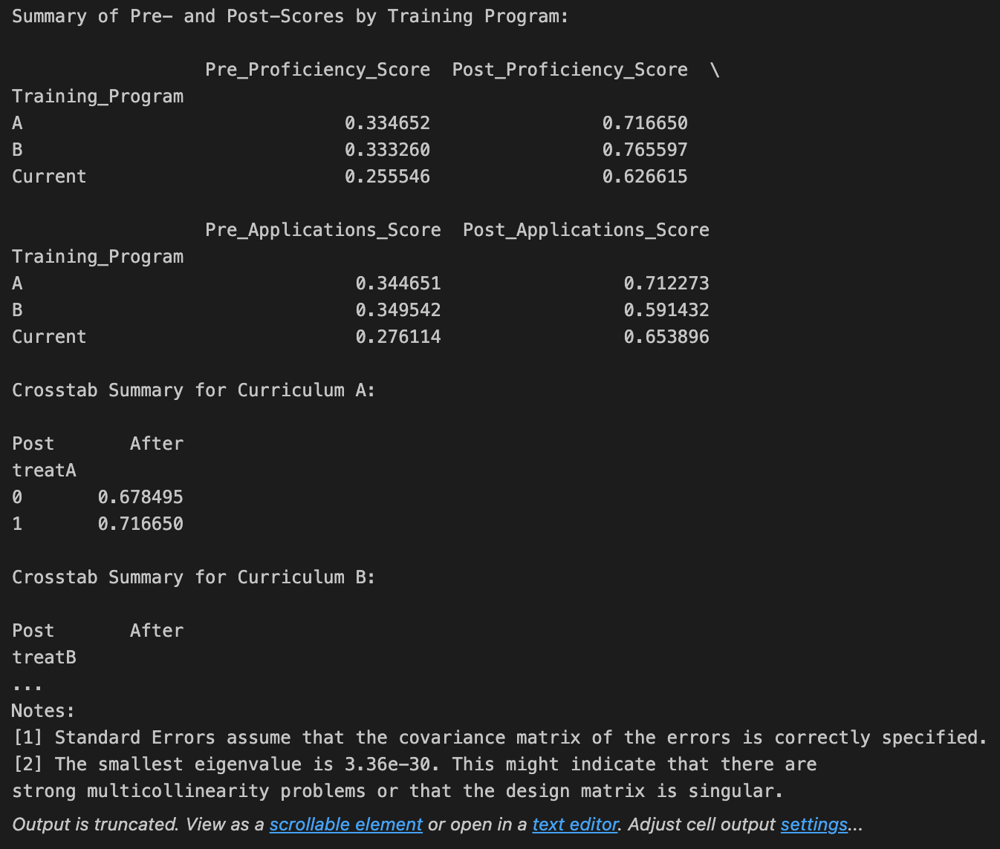 Summary of Pre- and Post-Scores by Training Program:
Pre_Proficiency_Score  Post_Proficiency_Score  \
Training_Program
A 0.334652 0.716650
B 0.333260 0.765597
Current 0.255546 0.626615
Pre_Applications_Score  Post_Applications_Score
Training_Program
A 0.344651 0.712273
B 0.349542 0.591432
Current 0.276114 0.653896
Crosstab Summary for Curriculum A:
Post After
treatA
0 0.678495
1 0.716650
Crosstab Summary for Curriculum B:
Post After
treatB
...
Notes:
[1] Standard Errors assume that the covariance matrix of the errors is correctly specified.
[2] The smallest eigenvalue is 3.36e-30. This might indicate that there are
strong multicollinearity problems or that the design matrix is singular.
Output is truncated. View as a scrollable element or open in a text editor. Adjust cell output settings...